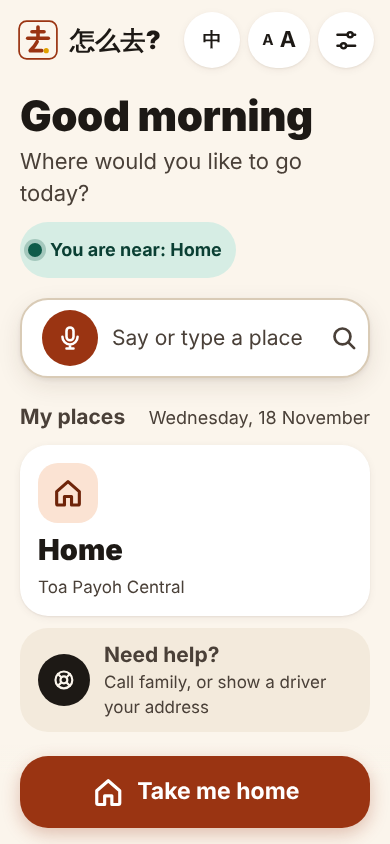 去 怎么去?
中
A A
Good morning
Where would you like to go
today?
You are near: Home
Say or type a place
My places
Wednesday, 18 November
Home
Toa Payoh Central
Need help?
Call family, or show a driver
your address
Take me home